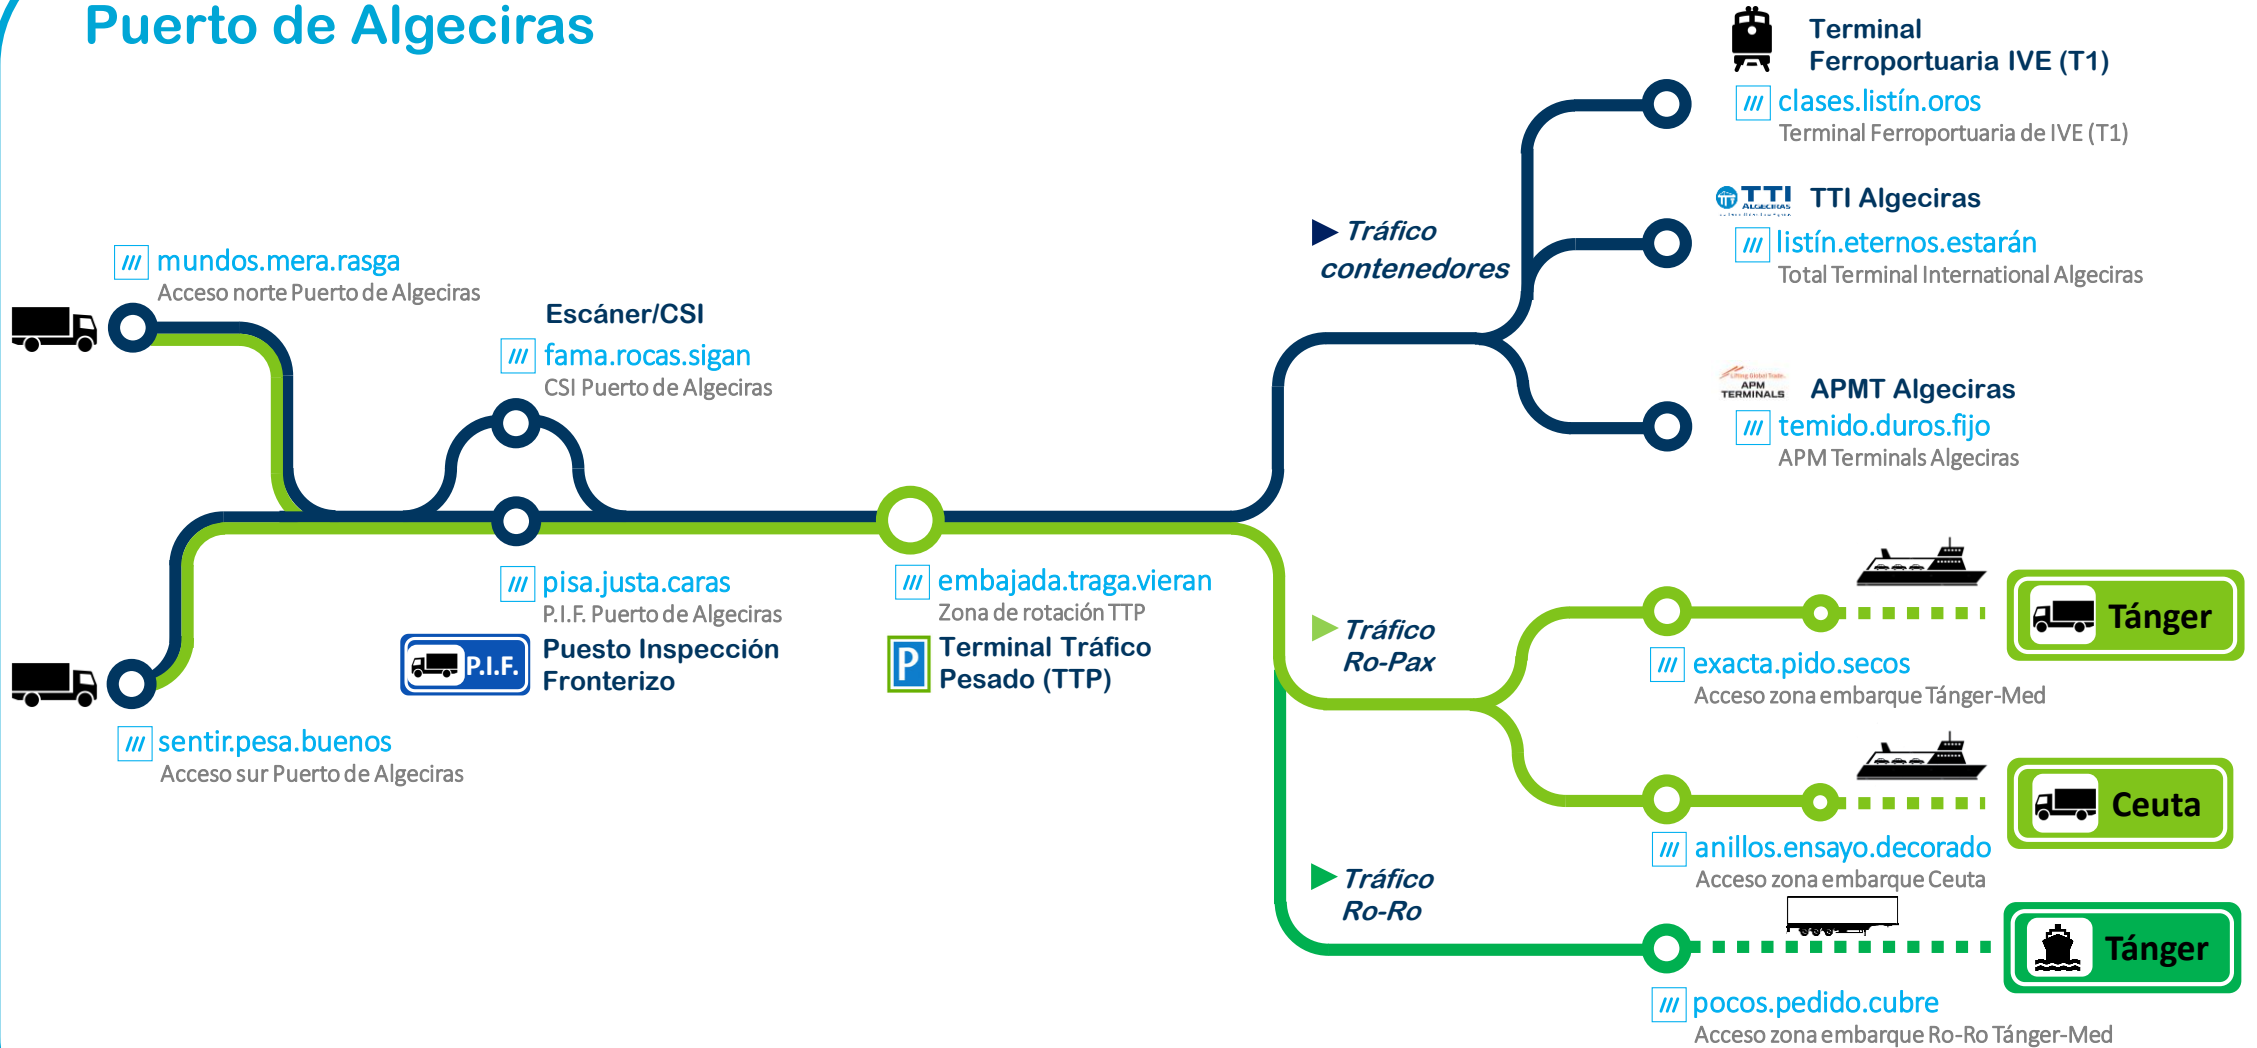 Puerto de Algeciras
mundos.mera.rasga
Acceso norte Puerto de Algeciras
sentir.pesa.buenos
Acceso sur Puerto de Algeciras
Escáner/CSI
fama.rocas.sigan
CSI Puerto de Algeciras
pisa.justa.caras
P.I.F. Puerto de Algeciras
P.I.F.
Puesto Inspección
Fronterizo
embajada.traga.vieran
Zona de rotación TTP
P
Terminal Tráfico
Pesado (TTP)
Tráfico
contenedores
Terminal
Ferroportuaria IVE (T1)
clases.listín.oros
Terminal Ferroportuaria de IVE (T1)
TTI
ALGECIRAS
TTI Algeciras
listín.eternos.estarán
Total Terminal International Algeciras
Lifting Global Trade.
APM
TERMINALS
APMT Algeciras
temido.duros.fijo
APM Terminals Algeciras
Tráfico
Ro-Pax
exacta.pido.secos
Acceso zona embarque Tánger-Med
Tánger
anillos.ensayo.decorado
Acceso zona embarque Ceuta
Ceuta
Tráfico
Ro-Ro
pocos.pedido.cubre
Acceso zona embarque Ro-Ro Tánger-Med
Tánger